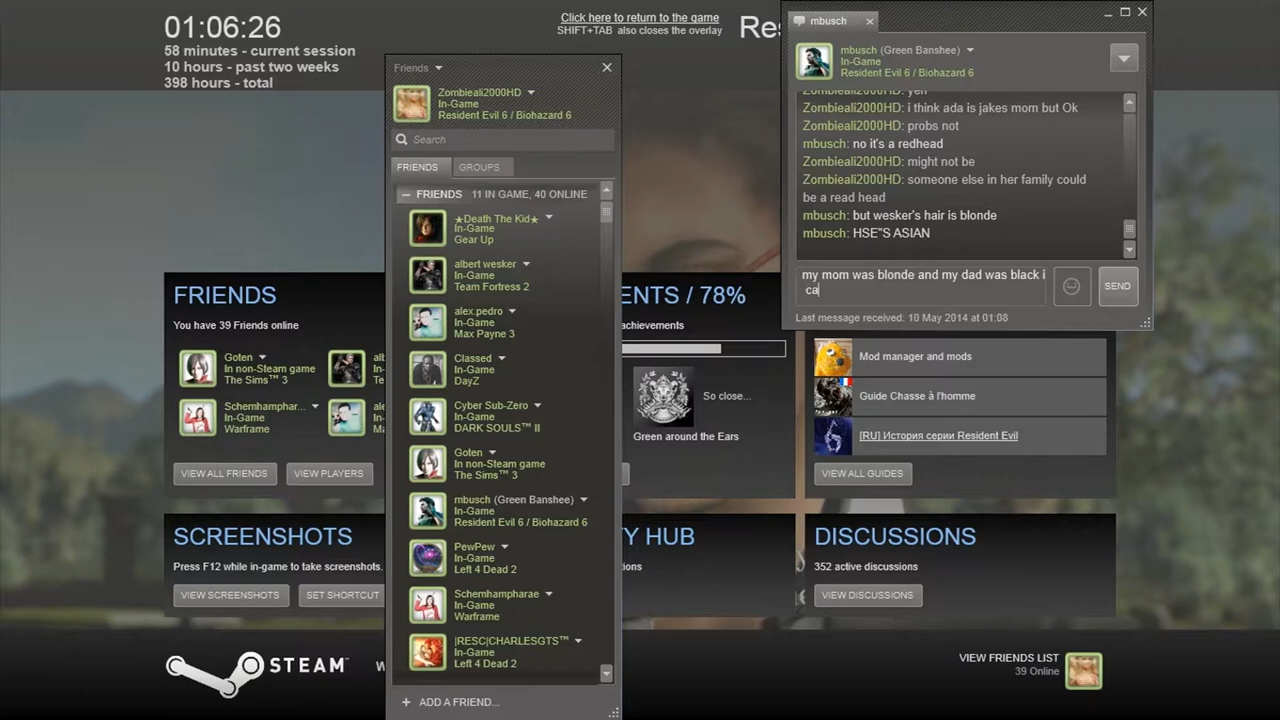 01:06:26
58 minutes - current session
10 hours - past two weeks
398 hours - total
Click here to return to the game
SHIFT+TAB also closes the overlay
Res
Friends
Zombieali2000HD
In-Game
Resident Evil 6 / Biohazard 6
Search
FRIENDS
GROUPS
FRIENDS 11 IN GAME, 40 ONLINE
★Death The Kid★
In-Game
Gear Up
albert wesker
In-Game
Team Fortress 2
alex.pedro
In-Game
Max Payne 3
Classed
In-Game
DayZ
Cyber Sub-Zero
In-Game
DARK SOULS™ II
Goten
In non-Steam game
The Sims™ 3
mbusch (Green Banshee)
In-Game
Resident Evil 6 / Biohazard 6
PewPew
In-Game
Left 4 Dead 2
Schemhampharae
In-Game
Warframe
|RESC|CHARLESGTS™
In-Game
Left 4 Dead 2
+ ADD A FRIEND...
mbusch
mbusch (Green Banshee)
In-Game
Resident Evil 6 / Biohazard 6
Zombieali2000HD: yeh
Zombieali2000HD: i think ada is jakes mom but Ok
Zombieali2000HD: probs not
mbusch: no it's a redhead
Zombieali2000HD: might not be
Zombieali2000HD: someone else in her family could
be a read head
mbusch: but wesker's hair is blonde
mbusch: HSE"S ASIAN
my mom was blonde and my dad was black i
ca
SEND
Last message received: 10 May 2014 at 01:08
FRIENDS
You have 39 Friends online
Goten
In non-Steam game
The Sims™ 3
alb
In-
Te
Schemhamphar...
In-Game
Warframe
ale
In-
Ma
VIEW ALL FRIENDS
VIEW PLAYERS
ENTS / 78%
achievements
So close...
Green around the Ears
Mod manager and mods
Guide Chasse à l'homme
[RU] История серии Resident Evil
VIEW ALL GUIDES
SCREENSHOTS
Press F12 while in-game to take screenshots.
VIEW SCREENSHOTS
SET SHORTCUT
TY HUB
ions
DISCUSSIONS
352 active discussions
VIEW DISCUSSIONS
STEAM™
W
VIEW FRIENDS LIST
39 Online